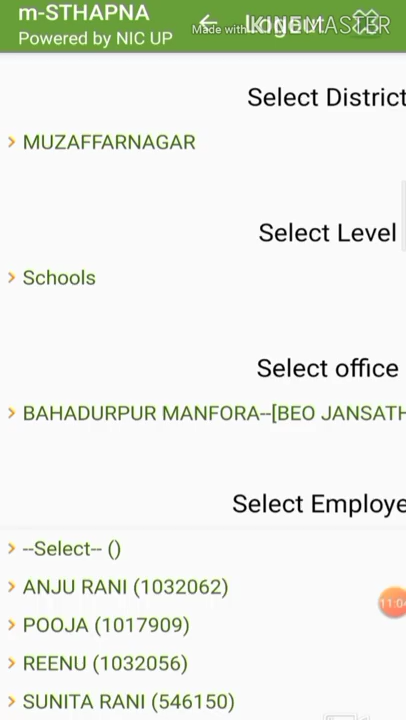 m-STHAPNA
Powered by NIC UP
Made with KINEMASTER
Select District
MUZAFFARNAGAR
Select Level
Schools
Select office
BAHADURPUR MANFORA--[BEO JANSATH
Select Employe
--Select-- ()
ANJU RANI (1032062)
POOJA (1017909)
REENU (1032056)
SUNITA RANI (546150)